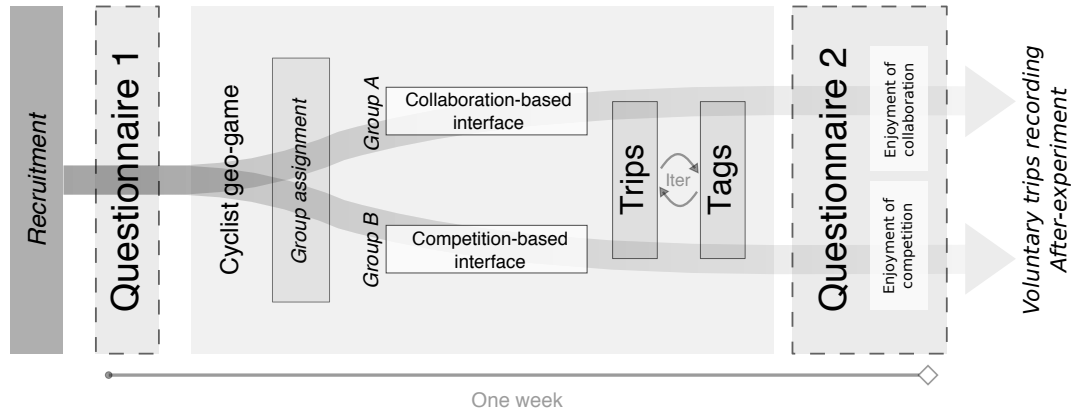 Recruitment
Questionnaire 1
Cyclist geo-game
Group assignment
Group A
Collaboration-based
interface
Group B
Competition-based
interface
Trips
Iter
Tags
Questionnaire 2
Enjoyment of
collaboration
Enjoyment of
competition
Voluntary trips recording
After-experiment
One week